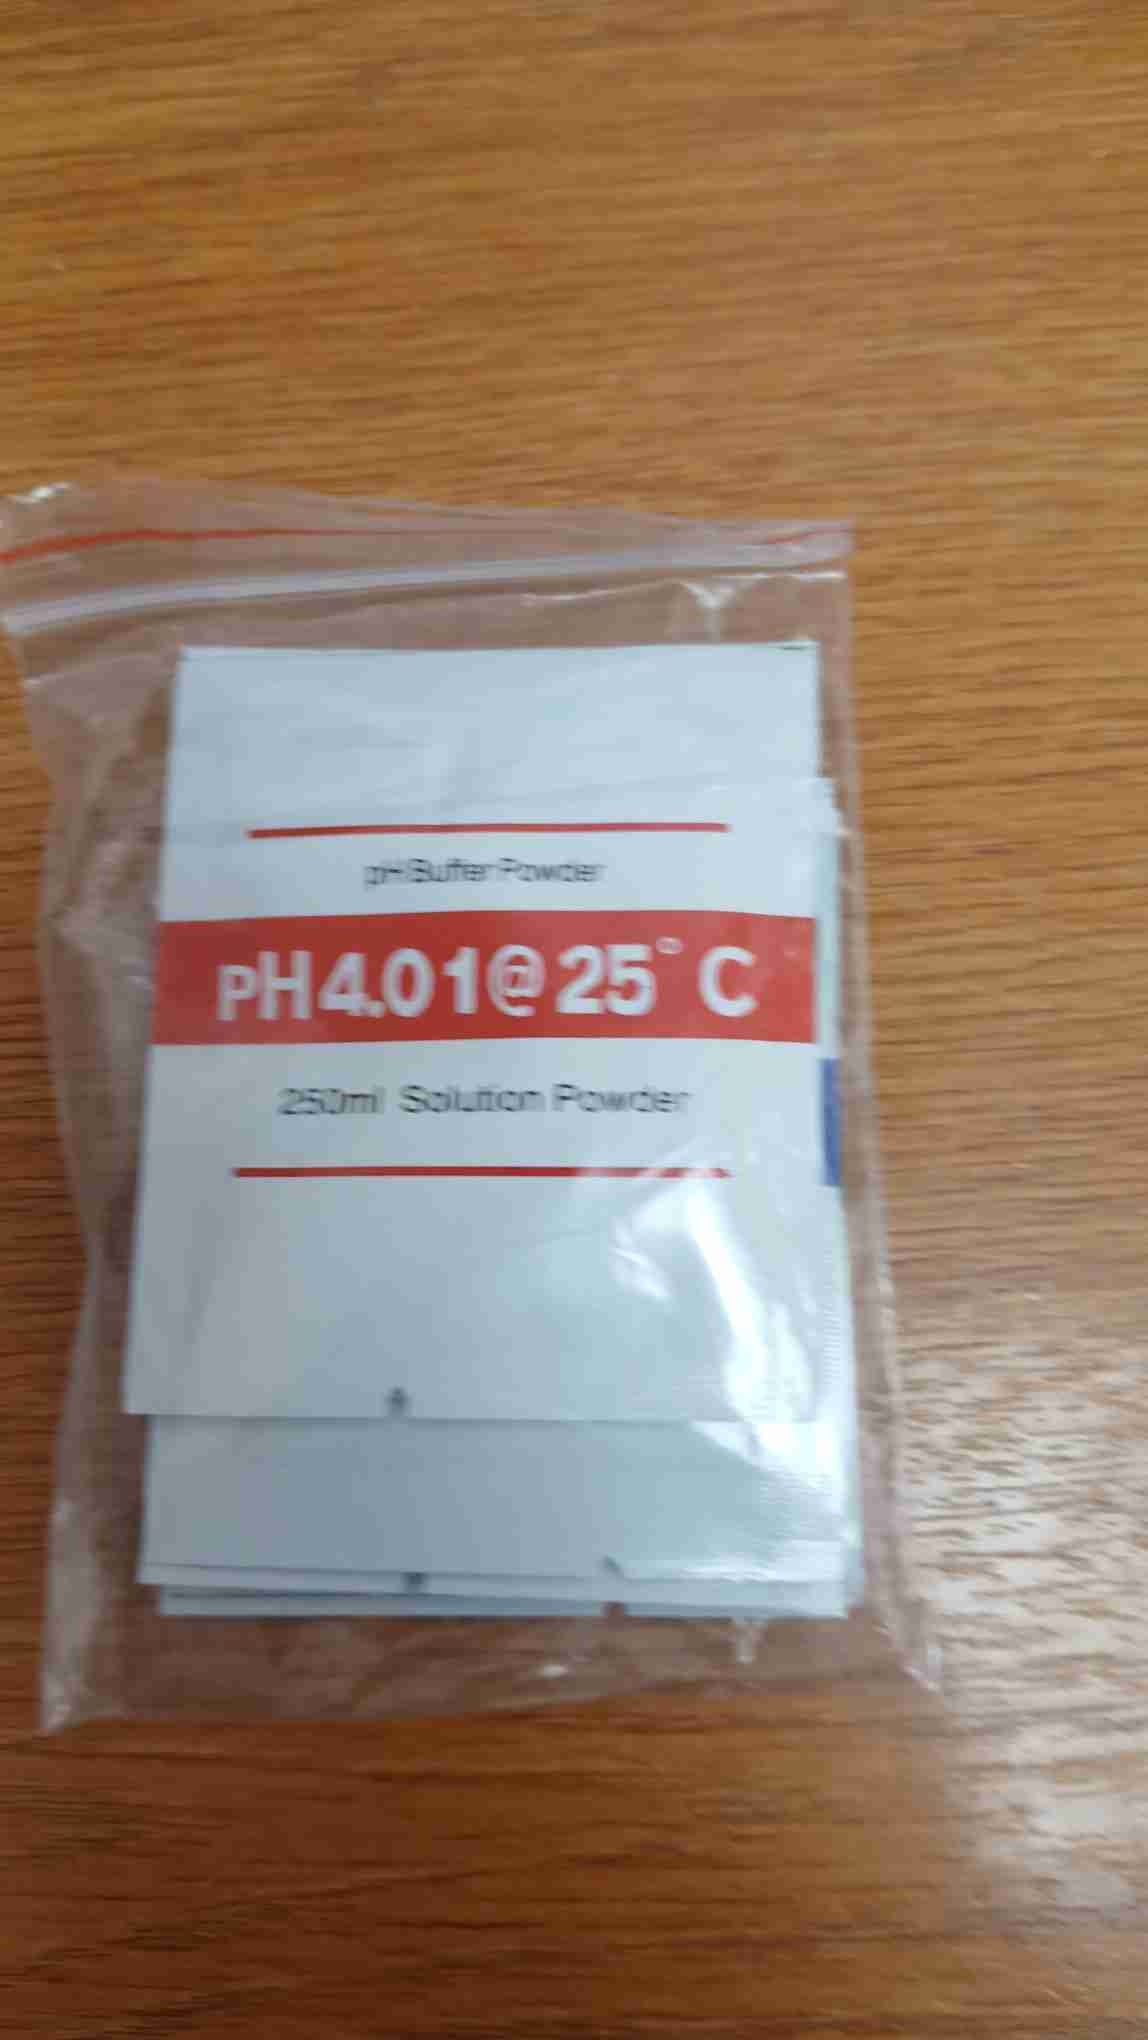 pH Buffer Powder
pH4.01@25°C
250ml Solution Powder